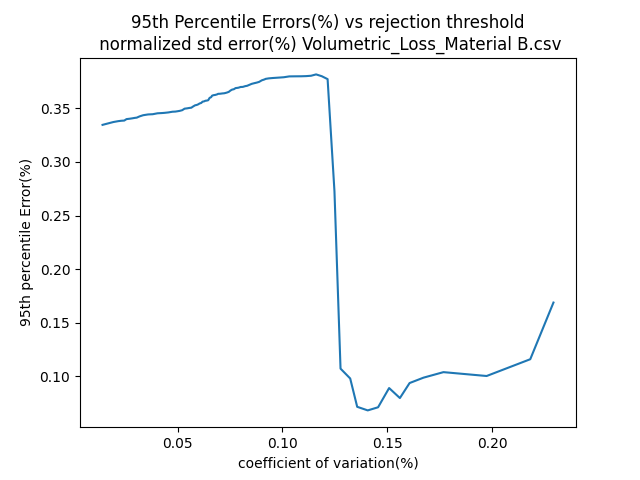 95th Percentile Errors(%) vs rejection threshold
normalized std error(%) Volumetric_Loss_Material B.csv
95th percentile Error(%)
0.35
0.30
0.25
0.20
0.15
0.10
0.05
0.10
0.15
0.20
coefficient of variation(%)